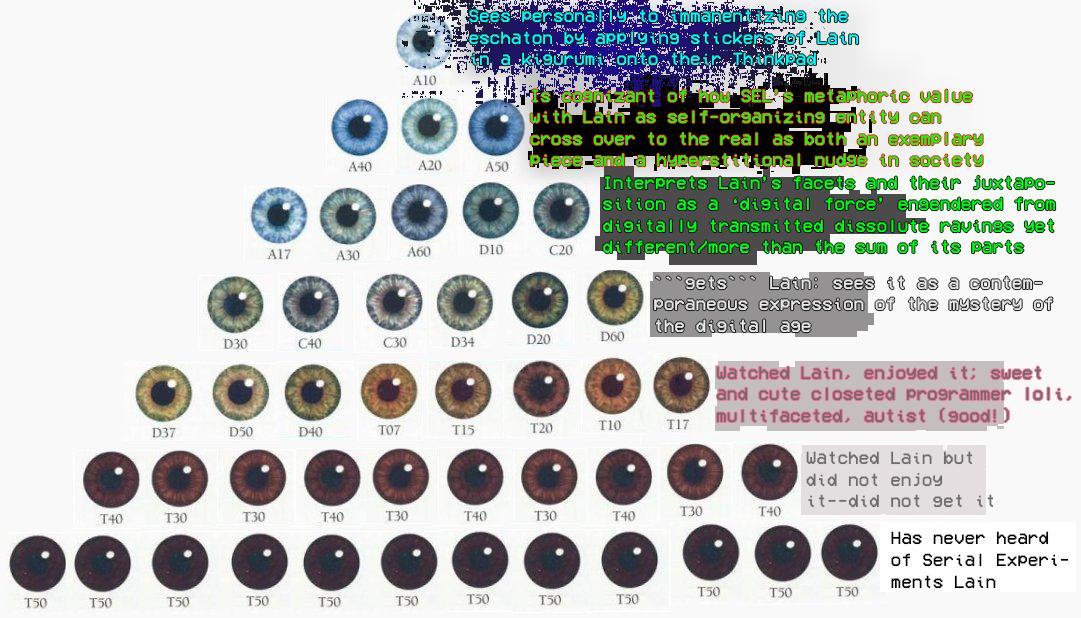 Sees personally to immanentizing the
eschaton by applying stickers of Lain
in a kigurumi onto their ThinkPad
A10
Is cognizant of how SEL's metaphoric value
with Lain as self-organizing entity can
cross over to the real as both an exemplary
piece and a hyperstitional nudge in society
A40 A20 A50
Interprets Lain's facets and their juxtapo-
sition as a 'digital force' engendered from
digitally transmitted dissolute ravings yet
different/more than the sum of its parts
A17 A30 A60 D10 C20
```gets``` Lain: sees it as a contem-
poraneous expression of the mystery of
the digital age
D30 C40 C30 D34 D20 D60
Watched Lain, enjoyed it; sweet
and cute closeted programmer loli,
multifaceted, autist (good!)
D37 D50 D40 T07 T15 T20 T10 T17
Watched Lain but
did not enjoy
it--did not get it
T40 T30 T30 T40 T30 T40 T30 T40 T30 T40
Has never heard
of Serial Experi-
ments Lain
T50 T50 T50 T50 T50 T50 T50 T50 T50 T50 T50 T50